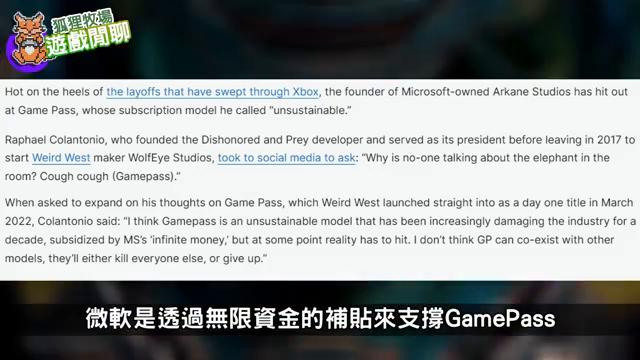 狐狸牧場
遊戲閒聊
Hot on the heels of the layoffs that have swept through Xbox, the founder of Microsoft-owned Arkane Studios has hit out
at Game Pass, whose subscription model he called “unsustainable.”
Raphael Colantonio, who founded the Dishonored and Prey developer and served as its president before leaving in 2017 to
start Weird West maker WolfEye Studios, took to social media to ask: “Why is no-one talking about the elephant in the
room? Cough cough (Gamepass).”
When asked to expand on his thoughts on Game Pass, which Weird West launched straight into as a day one title in March
2022, Colantonio said: “I think Gamepass is an unsustainable model that has been increasingly damaging the industry for a
decade, subsidized by MS’s ‘infinite money,’ but at some point reality has to hit. I don’t think GP can co-exist with other
models, they’ll either kill everyone else, or give up.”
微軟是透過無限資金的補貼來支撐GamePass